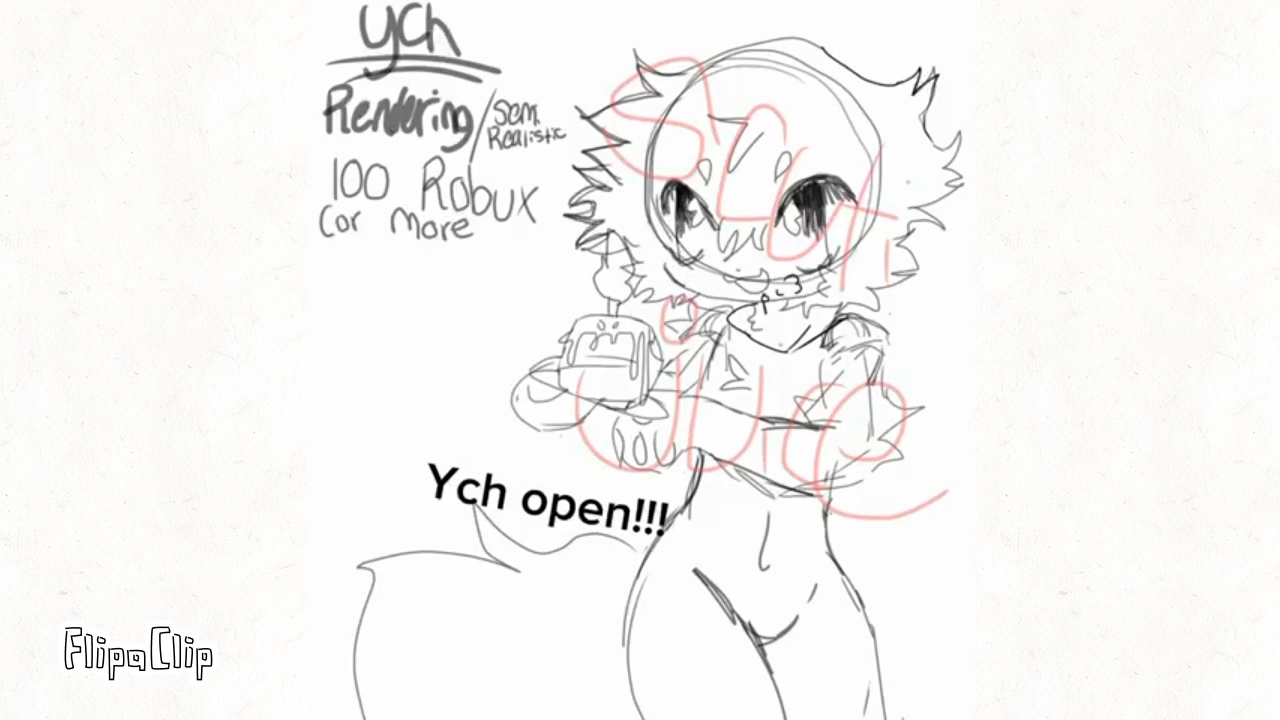 Ych
Rendering / Semi
Realistic
100 Robux
(or more
Ych open!!!
FlipaClip